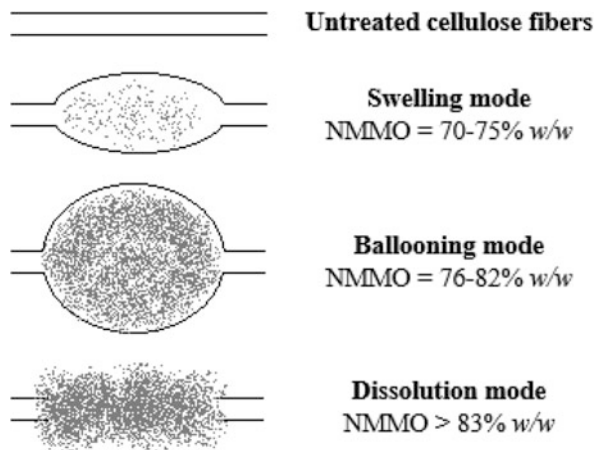 Untreated cellulose fibers
Swelling mode
NMMO = 70-75% w/w
Ballooning mode
NMMO = 76-82% w/w
Dissolution mode
NMMO > 83% w/w